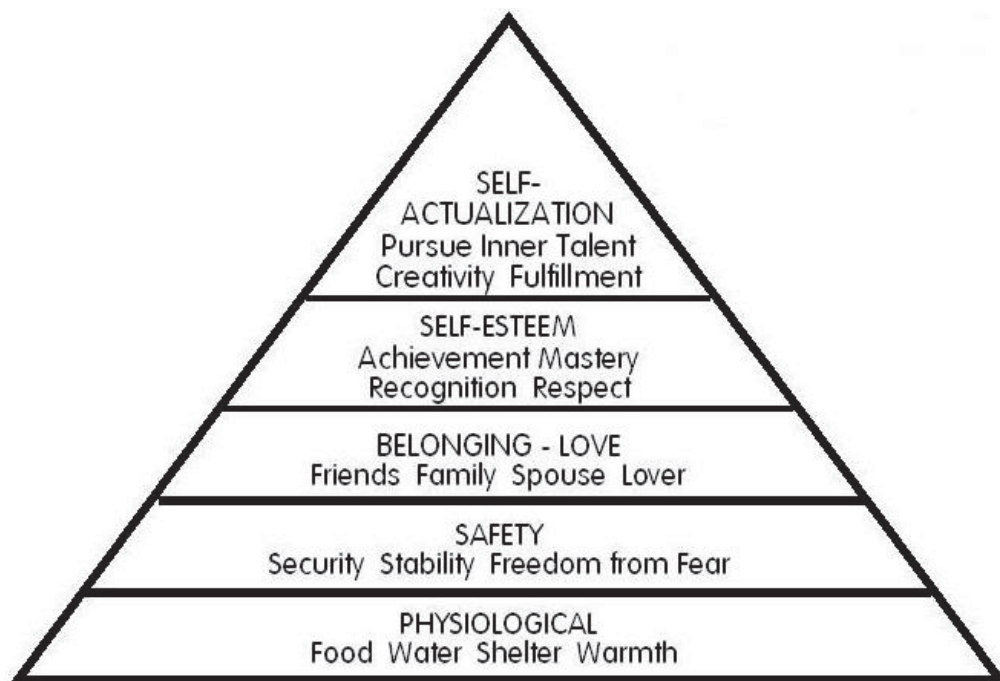 SELF-
ACTUALIZATION
Pursue Inner Talent
Creativity Fulfillment
SELF-ESTEEM
Achievement Mastery
Recognition Respect
BELONGING - LOVE
Friends Family Spouse Lover
SAFETY
Security Stability Freedom from Fear
PHYSIOLOGICAL
Food Water Shelter Warmth